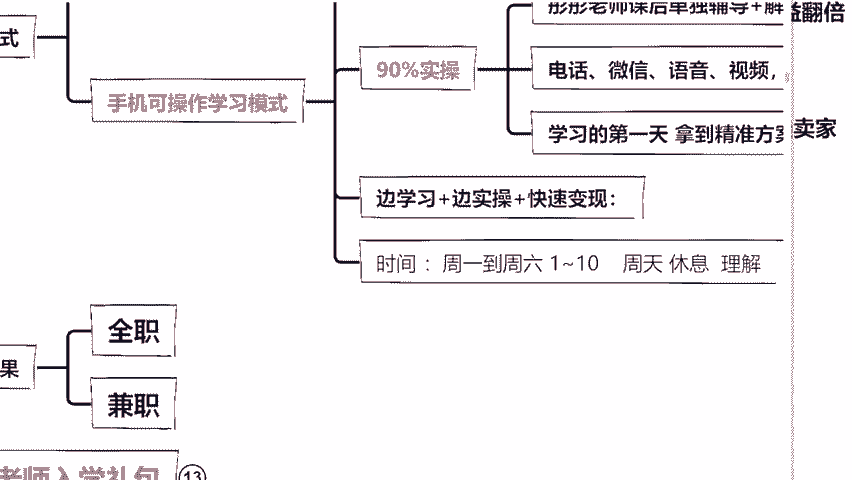 彤彤老师课后单独辅导+解
益翻倍
式
90%实操
电话、微信、语音、视频，
手机可操作学习模式
学习的第一天 拿到精准方案
卖家
边学习+边实操+快速变现：
时间： 周一到周六 1~10 周天 休息 理解
全职
果
兼职
老师入学礼包
13